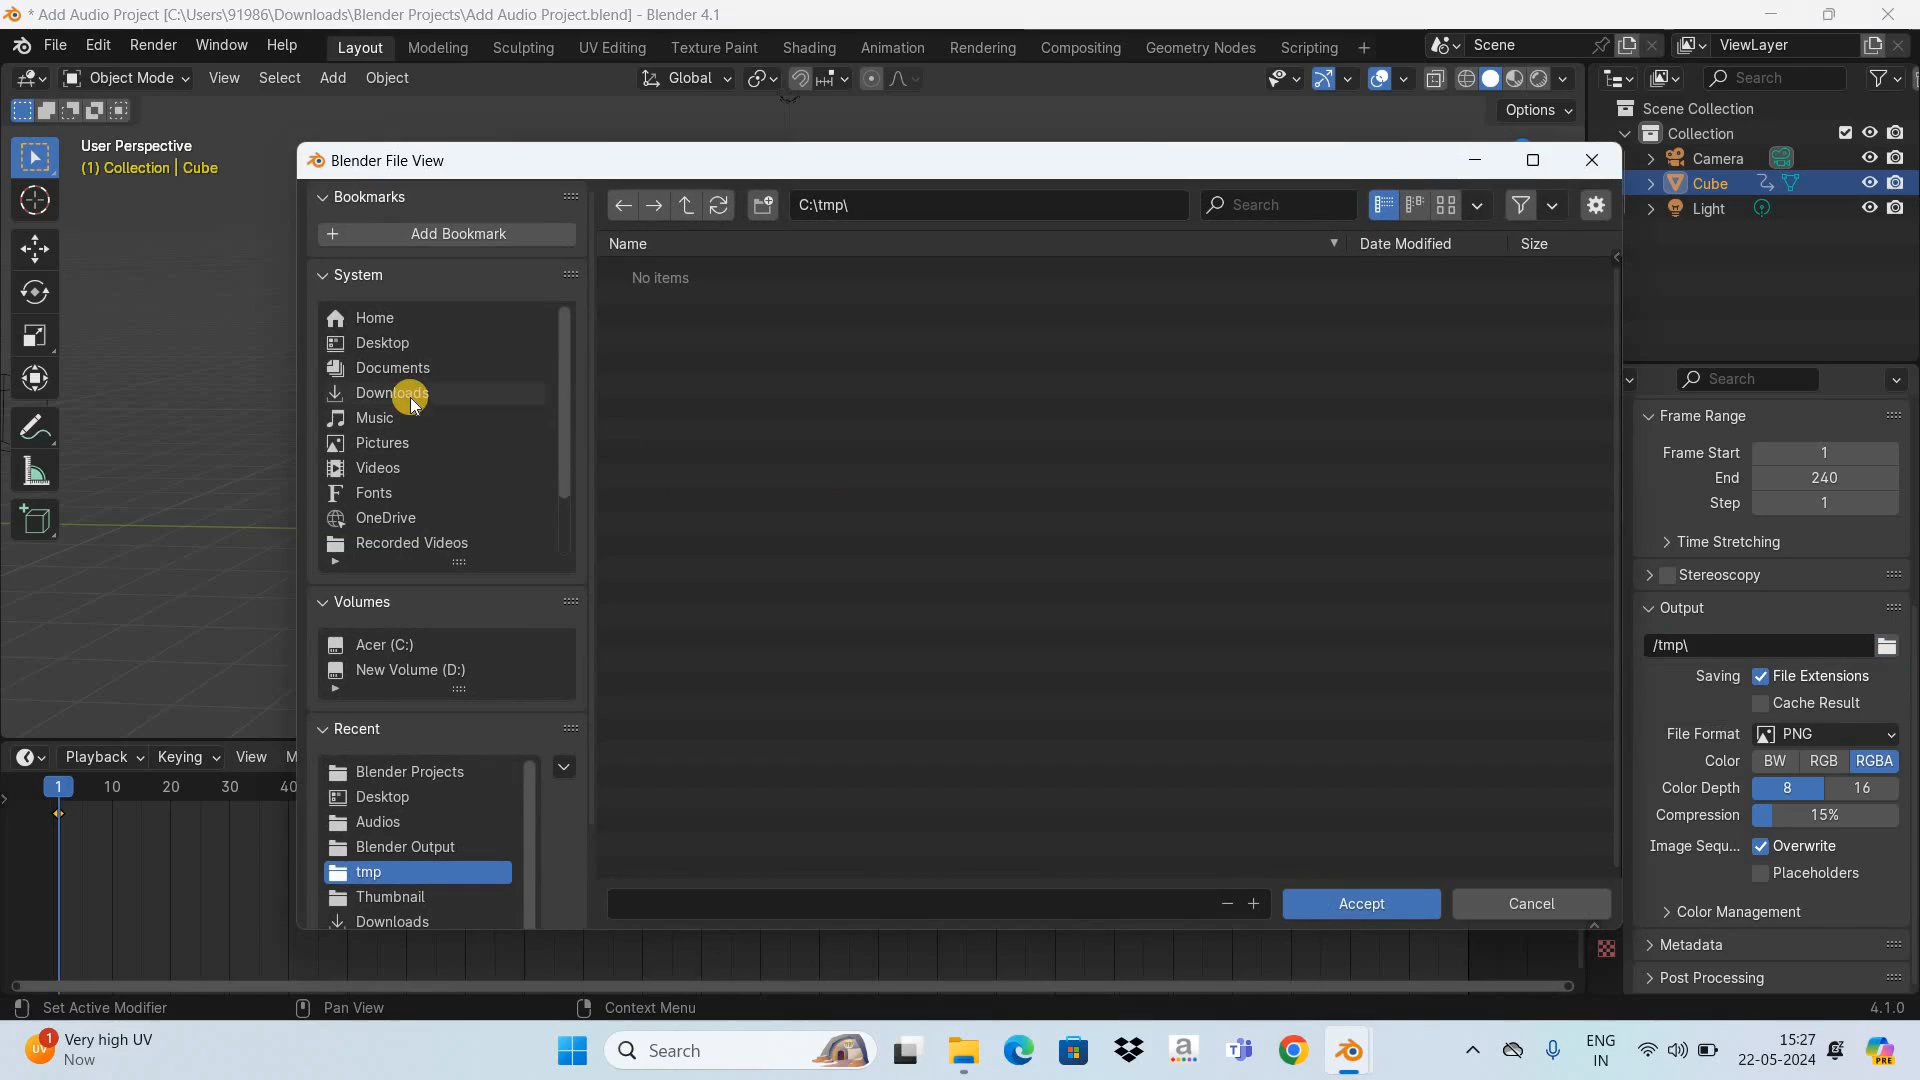 * Add Audio Project [C:\Users\91986\Downloads\Blender Projects\Add Audio Project.blend] - Blender 4.1
File Edit Render Window Help Layout Modeling Sculpting UV Editing Texture Paint Shading Animation Rendering Compositing Geometry Nodes Scripting + Scene ViewLayer
Object Mode View Select Add Object Global Search
Options
User Perspective
(1) Collection | Cube
Scene Collection
Collection
Camera
Cube
Light
Blender File View
Bookmarks
Add Bookmark
System
Home
Desktop
Documents
Downloads
Music
Pictures
Videos
Fonts
OneDrive
Recorded Videos
Volumes
Acer (C:)
New Volume (D:)
Recent
Blender Projects
Desktop
Audios
Blender Output
tmp
Thumbnail
Downloads
C:\tmp\ Search
Name Date Modified Size
No items
Accept Cancel
Search
Frame Range
Frame Start 1
End 240
Step 1
Time Stretching
Stereoscopy
Output
/tmp\
Saving File Extensions
Cache Result
File Format PNG
Color BW RGB RGBA
Color Depth 8 16
Compression 15%
Image Sequ... Overwrite
Placeholders
Color Management
Metadata
Post Processing
Playback Keying View M
1 10 20 30 40
Set Active Modifier Pan View Context Menu 4.1.0
1 UV Very high UV
Now
Search
a
ENG
IN
15:27
22-05-2024
PRE